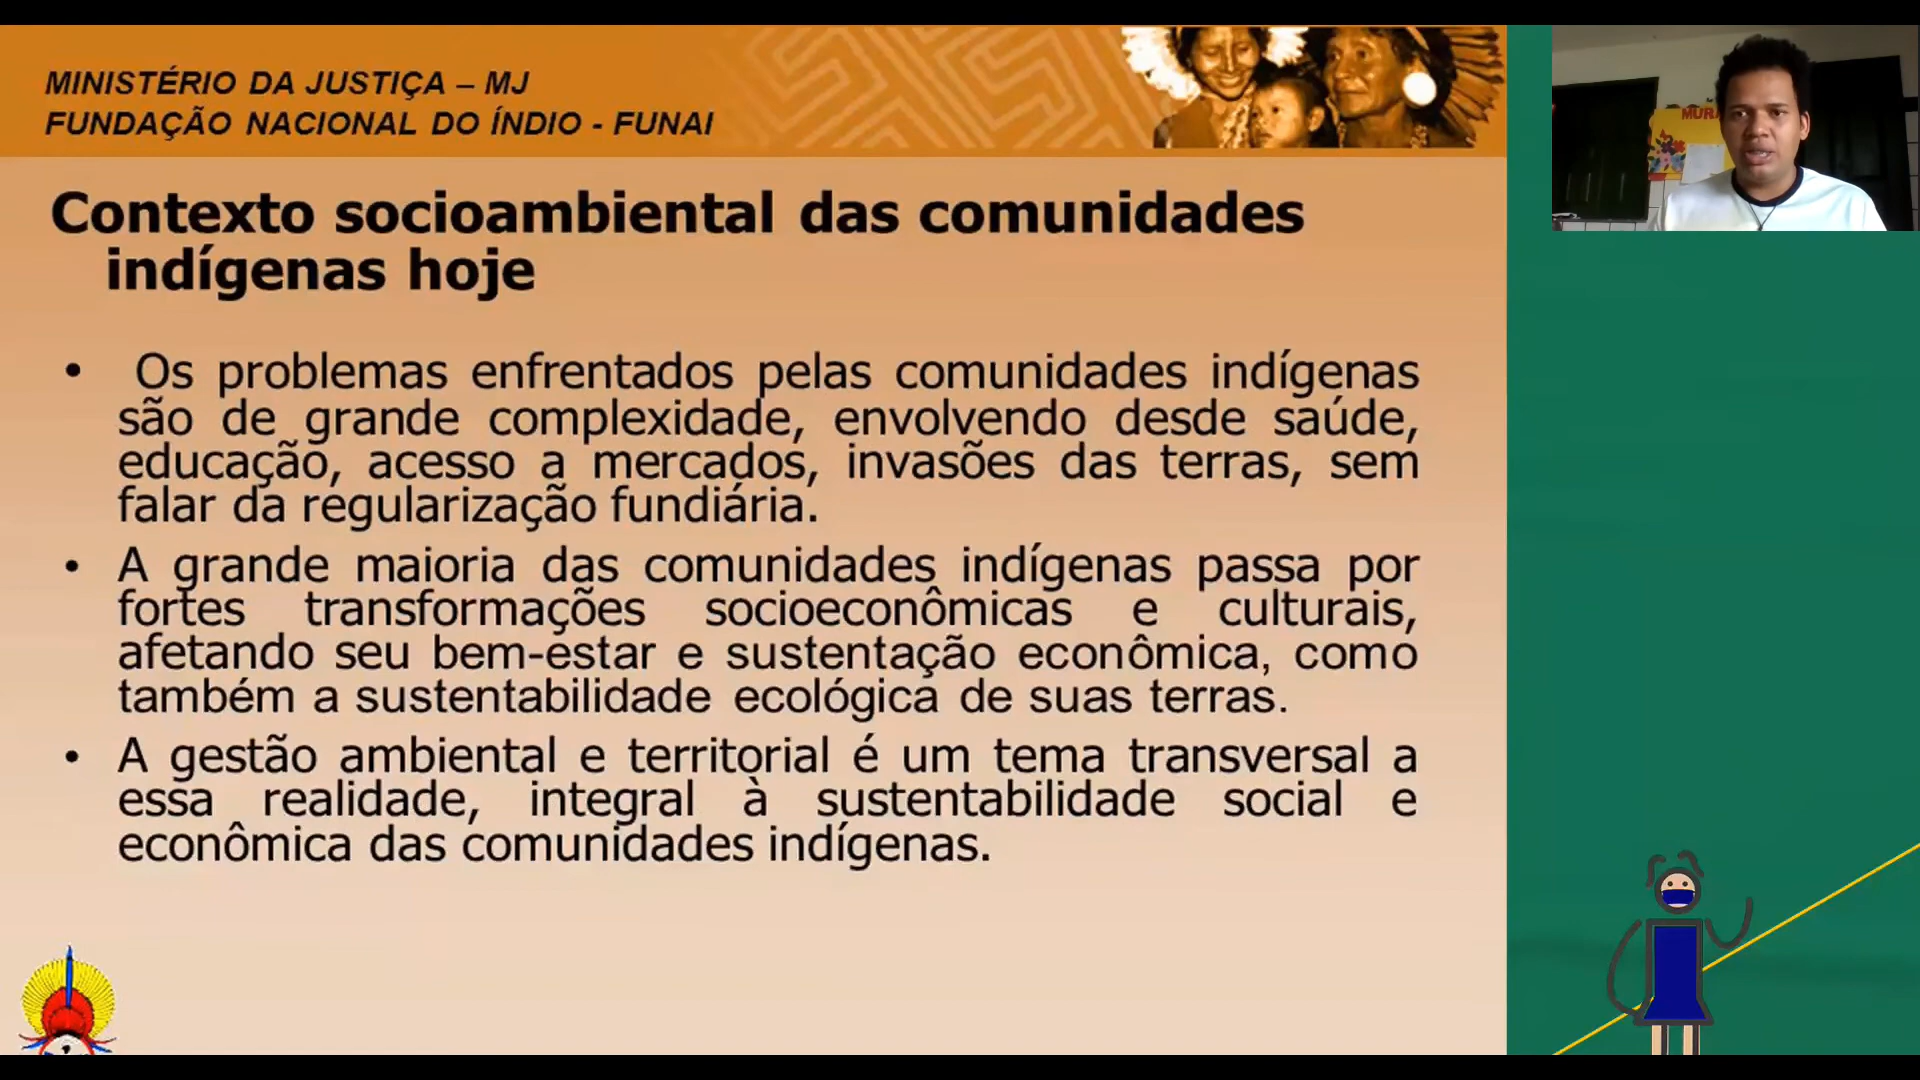 MINISTÉRIO DA JUSTIÇA – MJ
FUNDAÇÃO NACIONAL DO ÍNDIO - FUNAI
Contexto socioambiental das comunidades
indígenas hoje
• Os problemas enfrentados pelas comunidades indígenas
são de grande complexidade, envolvendo desde saúde,
educação, acesso a mercados, invasões das terras, sem
falar da regularização fundiária.
• A grande maioria das comunidades indígenas passa por
fortes transformações socioeconômicas e culturais,
afetando seu bem-estar e sustentação econômica, como
também a sustentabilidade ecológica de suas terras.
• A gestão ambiental e territorial é um tema transversal a
essa realidade, integral à sustentabilidade social e
econômica das comunidades indígenas.